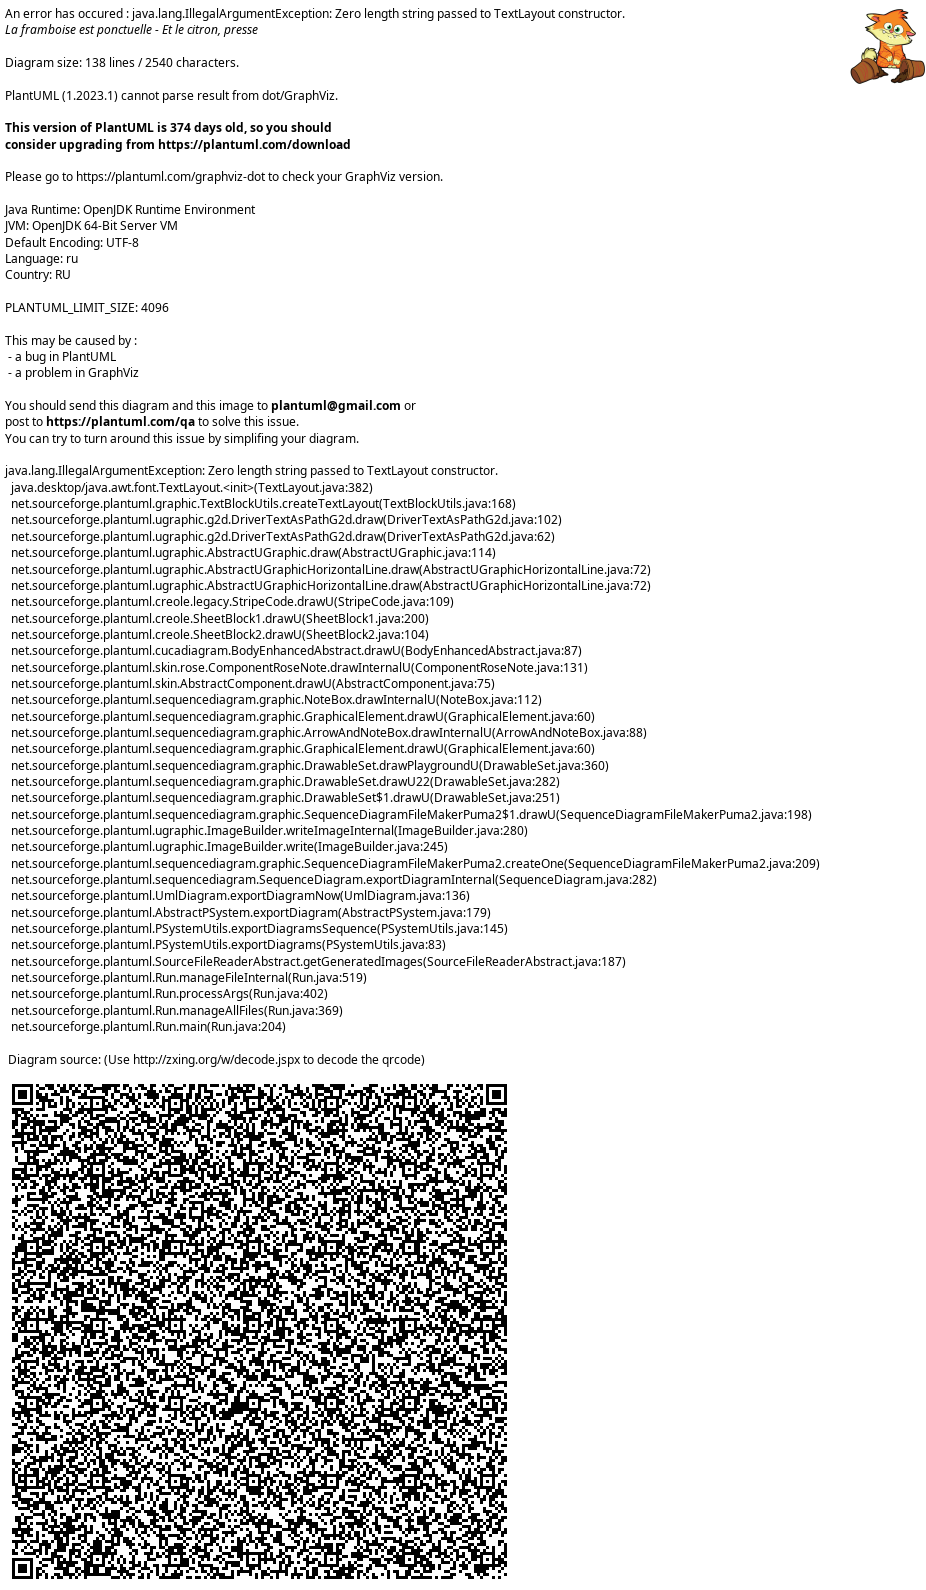 An error has occured : java.lang.IllegalArgumentException: Zero length string passed to TextLayout constructor.
La framboise est ponctuelle - Et le citron, presse
Diagram size: 138 lines / 2540 characters.
PlantUML (1.2023.1) cannot parse result from dot/GraphViz.
This version of PlantUML is 374 days old, so you should
consider upgrading from https://plantuml.com/download
Please go to https://plantuml.com/graphviz-dot to check your GraphViz version.
Java Runtime: OpenJDK Runtime Environment
JVM: OpenJDK 64-Bit Server VM
Default Encoding: UTF-8
Language: ru
Country: RU
PLANTUML_LIMIT_SIZE: 4096
This may be caused by :
- a bug in PlantUML
- a problem in GraphViz
You should send this diagram and this image to plantuml@gmail.com or
post to https://plantuml.com/qa to solve this issue.
You can try to turn around this issue by simplifing your diagram.
java.lang.IllegalArgumentException: Zero length string passed to TextLayout constructor.
java.desktop/java.awt.font.TextLayout.<init>(TextLayout.java:382)
net.sourceforge.plantuml.graphic.TextBlockUtils.createTextLayout(TextBlockUtils.java:168)
net.sourceforge.plantuml.ugraphic.g2d.DriverTextAsPathG2d.draw(DriverTextAsPathG2d.java:102)
net.sourceforge.plantuml.ugraphic.g2d.DriverTextAsPathG2d.draw(DriverTextAsPathG2d.java:62)
net.sourceforge.plantuml.ugraphic.AbstractUGraphic.draw(AbstractUGraphic.java:114)
net.sourceforge.plantuml.ugraphic.AbstractUGraphicHorizontalLine.draw(AbstractUGraphicHorizontalLine.java:72)
net.sourceforge.plantuml.ugraphic.AbstractUGraphicHorizontalLine.draw(AbstractUGraphicHorizontalLine.java:72)
net.sourceforge.plantuml.creole.legacy.StripeCode.drawU(StripeCode.java:109)
net.sourceforge.plantuml.creole.SheetBlock1.drawU(SheetBlock1.java:200)
net.sourceforge.plantuml.creole.SheetBlock2.drawU(SheetBlock2.java:104)
net.sourceforge.plantuml.cucadiagram.BodyEnhancedAbstract.drawU(BodyEnhancedAbstract.java:87)
net.sourceforge.plantuml.skin.rose.ComponentRoseNote.drawInternalU(ComponentRoseNote.java:131)
net.sourceforge.plantuml.skin.AbstractComponent.drawU(AbstractComponent.java:75)
net.sourceforge.plantuml.sequencediagram.graphic.NoteBox.drawInternalU(NoteBox.java:112)
net.sourceforge.plantuml.sequencediagram.graphic.GraphicalElement.drawU(GraphicalElement.java:60)
net.sourceforge.plantuml.sequencediagram.graphic.ArrowAndNoteBox.drawInternalU(ArrowAndNoteBox.java:88)
net.sourceforge.plantuml.sequencediagram.graphic.GraphicalElement.drawU(GraphicalElement.java:60)
net.sourceforge.plantuml.sequencediagram.graphic.DrawableSet.drawPlaygroundU(DrawableSet.java:360)
net.sourceforge.plantuml.sequencediagram.graphic.DrawableSet.drawU22(DrawableSet.java:282)
net.sourceforge.plantuml.sequencediagram.graphic.DrawableSet$1.drawU(DrawableSet.java:251)
net.sourceforge.plantuml.sequencediagram.graphic.SequenceDiagramFileMakerPuma2$1.drawU(SequenceDiagramFileMakerPuma2.java:198)
net.sourceforge.plantuml.ugraphic.ImageBuilder.writeImageInternal(ImageBuilder.java:280)
net.sourceforge.plantuml.ugraphic.ImageBuilder.write(ImageBuilder.java:245)
net.sourceforge.plantuml.sequencediagram.graphic.SequenceDiagramFileMakerPuma2.createOne(SequenceDiagramFileMakerPuma2.java:209)
net.sourceforge.plantuml.sequencediagram.SequenceDiagram.exportDiagramInternal(SequenceDiagram.java:282)
net.sourceforge.plantuml.UmlDiagram.exportDiagramNow(UmlDiagram.java:136)
net.sourceforge.plantuml.AbstractPSystem.exportDiagram(AbstractPSystem.java:179)
net.sourceforge.plantuml.PSystemUtils.exportDiagramsSequence(PSystemUtils.java:145)
net.sourceforge.plantuml.PSystemUtils.exportDiagrams(PSystemUtils.java:83)
net.sourceforge.plantuml.SourceFileReaderAbstract.getGeneratedImages(SourceFileReaderAbstract.java:187)
net.sourceforge.plantuml.Run.manageFileInternal(Run.java:519)
net.sourceforge.plantuml.Run.processArgs(Run.java:402)
net.sourceforge.plantuml.Run.manageAllFiles(Run.java:369)
net.sourceforge.plantuml.Run.main(Run.java:204)
Diagram source: (Use http://zxing.org/w/decode.jspx to decode the qrcode)